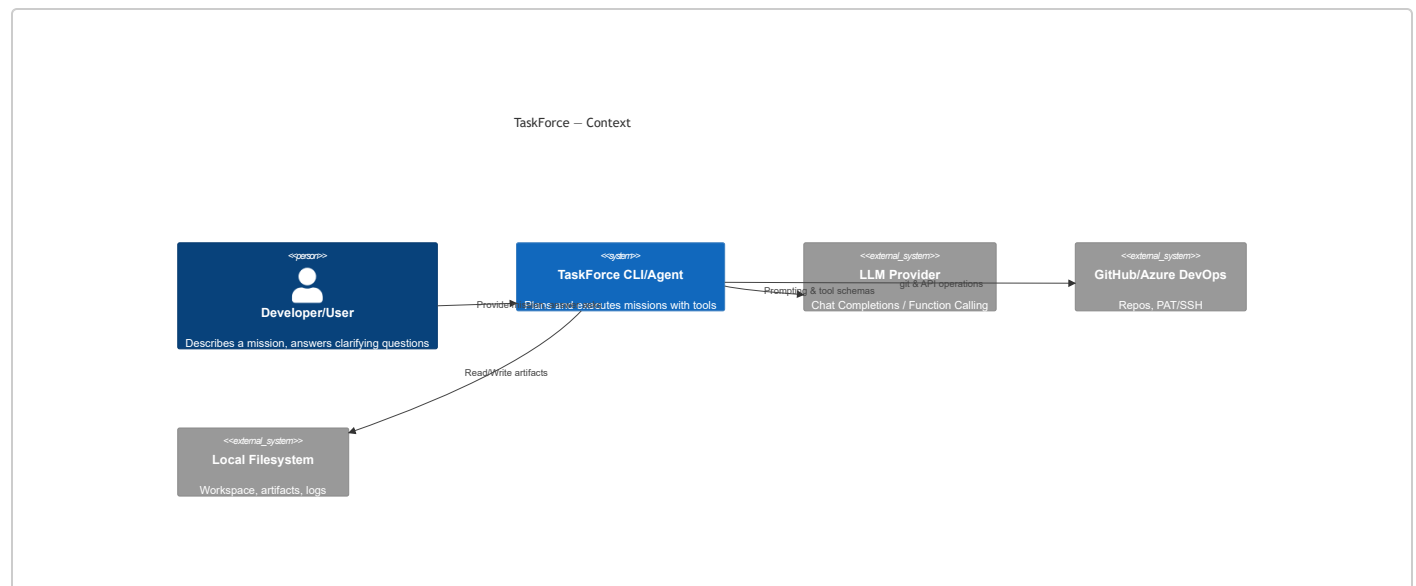 TaskForce – Context
<<person>>
Developer/User
Describes a mission, answers clarifying questions
<<system>>
TaskForce CLI/Agent
Plans and executes missions with tools
<<external_system>>
LLM Provider
Chat Completions / Function Calling
<<external_system>>
GitHub/Azure DevOps
Repos, PAT/SSH
Provide
Prompting & tool schemas
git & API operations
Read/Write artifacts
<<external_system>>
Local Filesystem
Workspace, artifacts, logs